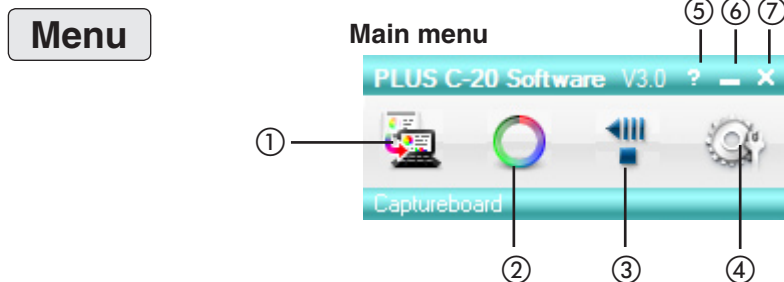 ⑤ ⑥ ⑦
Menu
Main menu
PLUS C-20 Software V3.0 ?
①
Captureboard
② ③ ④